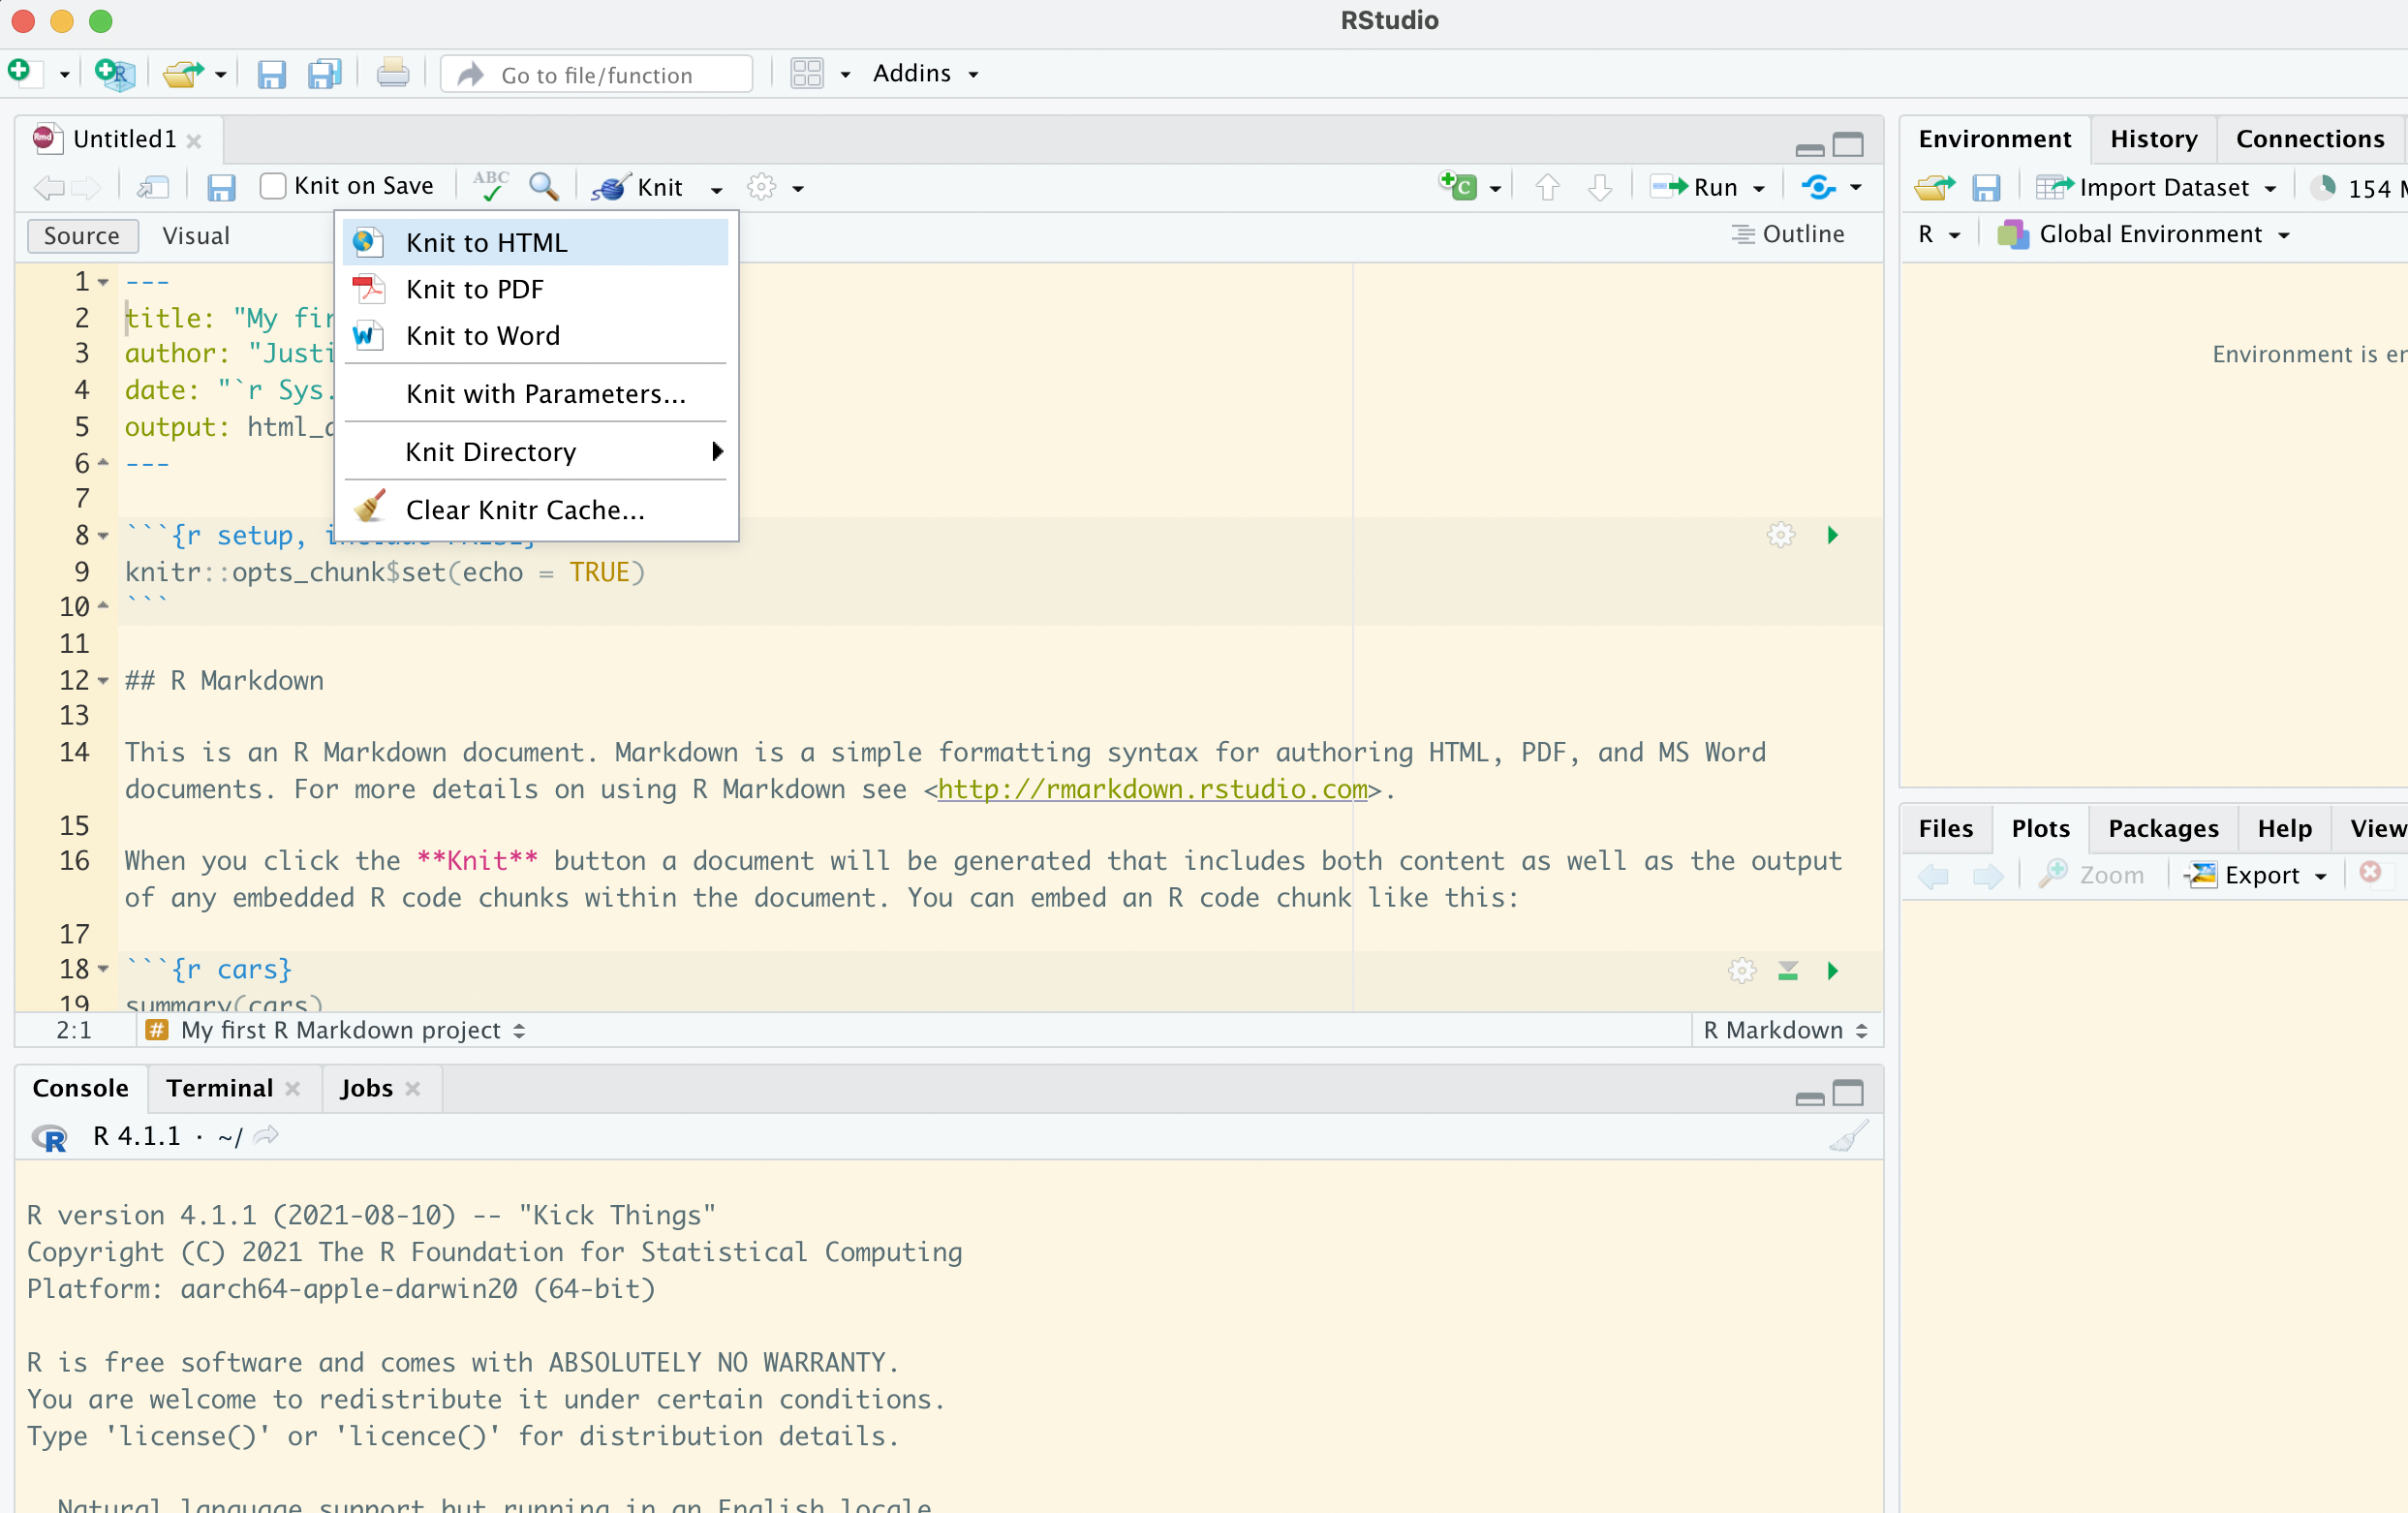 RStudio
Go to file/function
Addins
Untitled1
Knit on Save
ABC
Knit
Run
Source
Visual
Outline
Knit to HTML
Knit to PDF
Knit to Word
Knit with Parameters...
Knit Directory
Clear Knitr Cache...
1 ---
2 title: "My
3 author:
4 date: "`r Sys.
5 output:
6 ---
7
8 ```{r setup,
9 knitr::opts_chunk$set(echo = TRUE)
10 ```
11
12 ## R Markdown
13
14 This is an R Markdown document. Markdown is a simple formatting syntax for authoring HTML, PDF, and MS Word
documents. For more details on using R Markdown see <http://rmarkdown.rstudio.com>.
15
16 When you click the **Knit** button a document will be generated that includes both content as well as the output
of any embedded R code chunks within the document. You can embed an R code chunk like this:
17
18 ```{r cars}
19 summary(cars)
2:1 # My first R Markdown project
R Markdown
Console Terminal Jobs
R 4.1.1 · ~/
R version 4.1.1 (2021-08-10) -- "Kick Things"
Copyright (C) 2021 The R Foundation for Statistical Computing
Platform: aarch64-apple-darwin20 (64-bit)
R is free software and comes with ABSOLUTELY NO WARRANTY.
You are welcome to redistribute it under certain conditions.
Type 'license()' or 'licence()' for distribution details.
Natural language support but running in an English locale
Environment History Connections
Import Dataset 154
R Global Environment
Environment is
Files Plots Packages Help View
Zoom Export